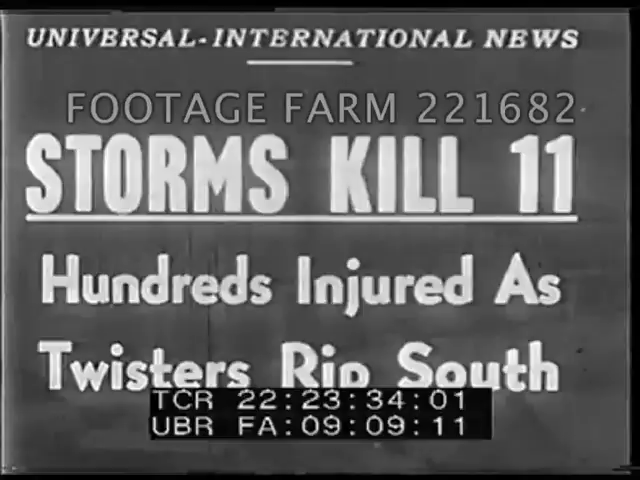 UNIVERSAL-INTERNATIONAL NEWS
FOOTAGE FARM 221682
STORMS KILL 11
Hundreds Injured As
Twisters Rip South
TCR 22:23:34:01
UBR FA:09:09:11